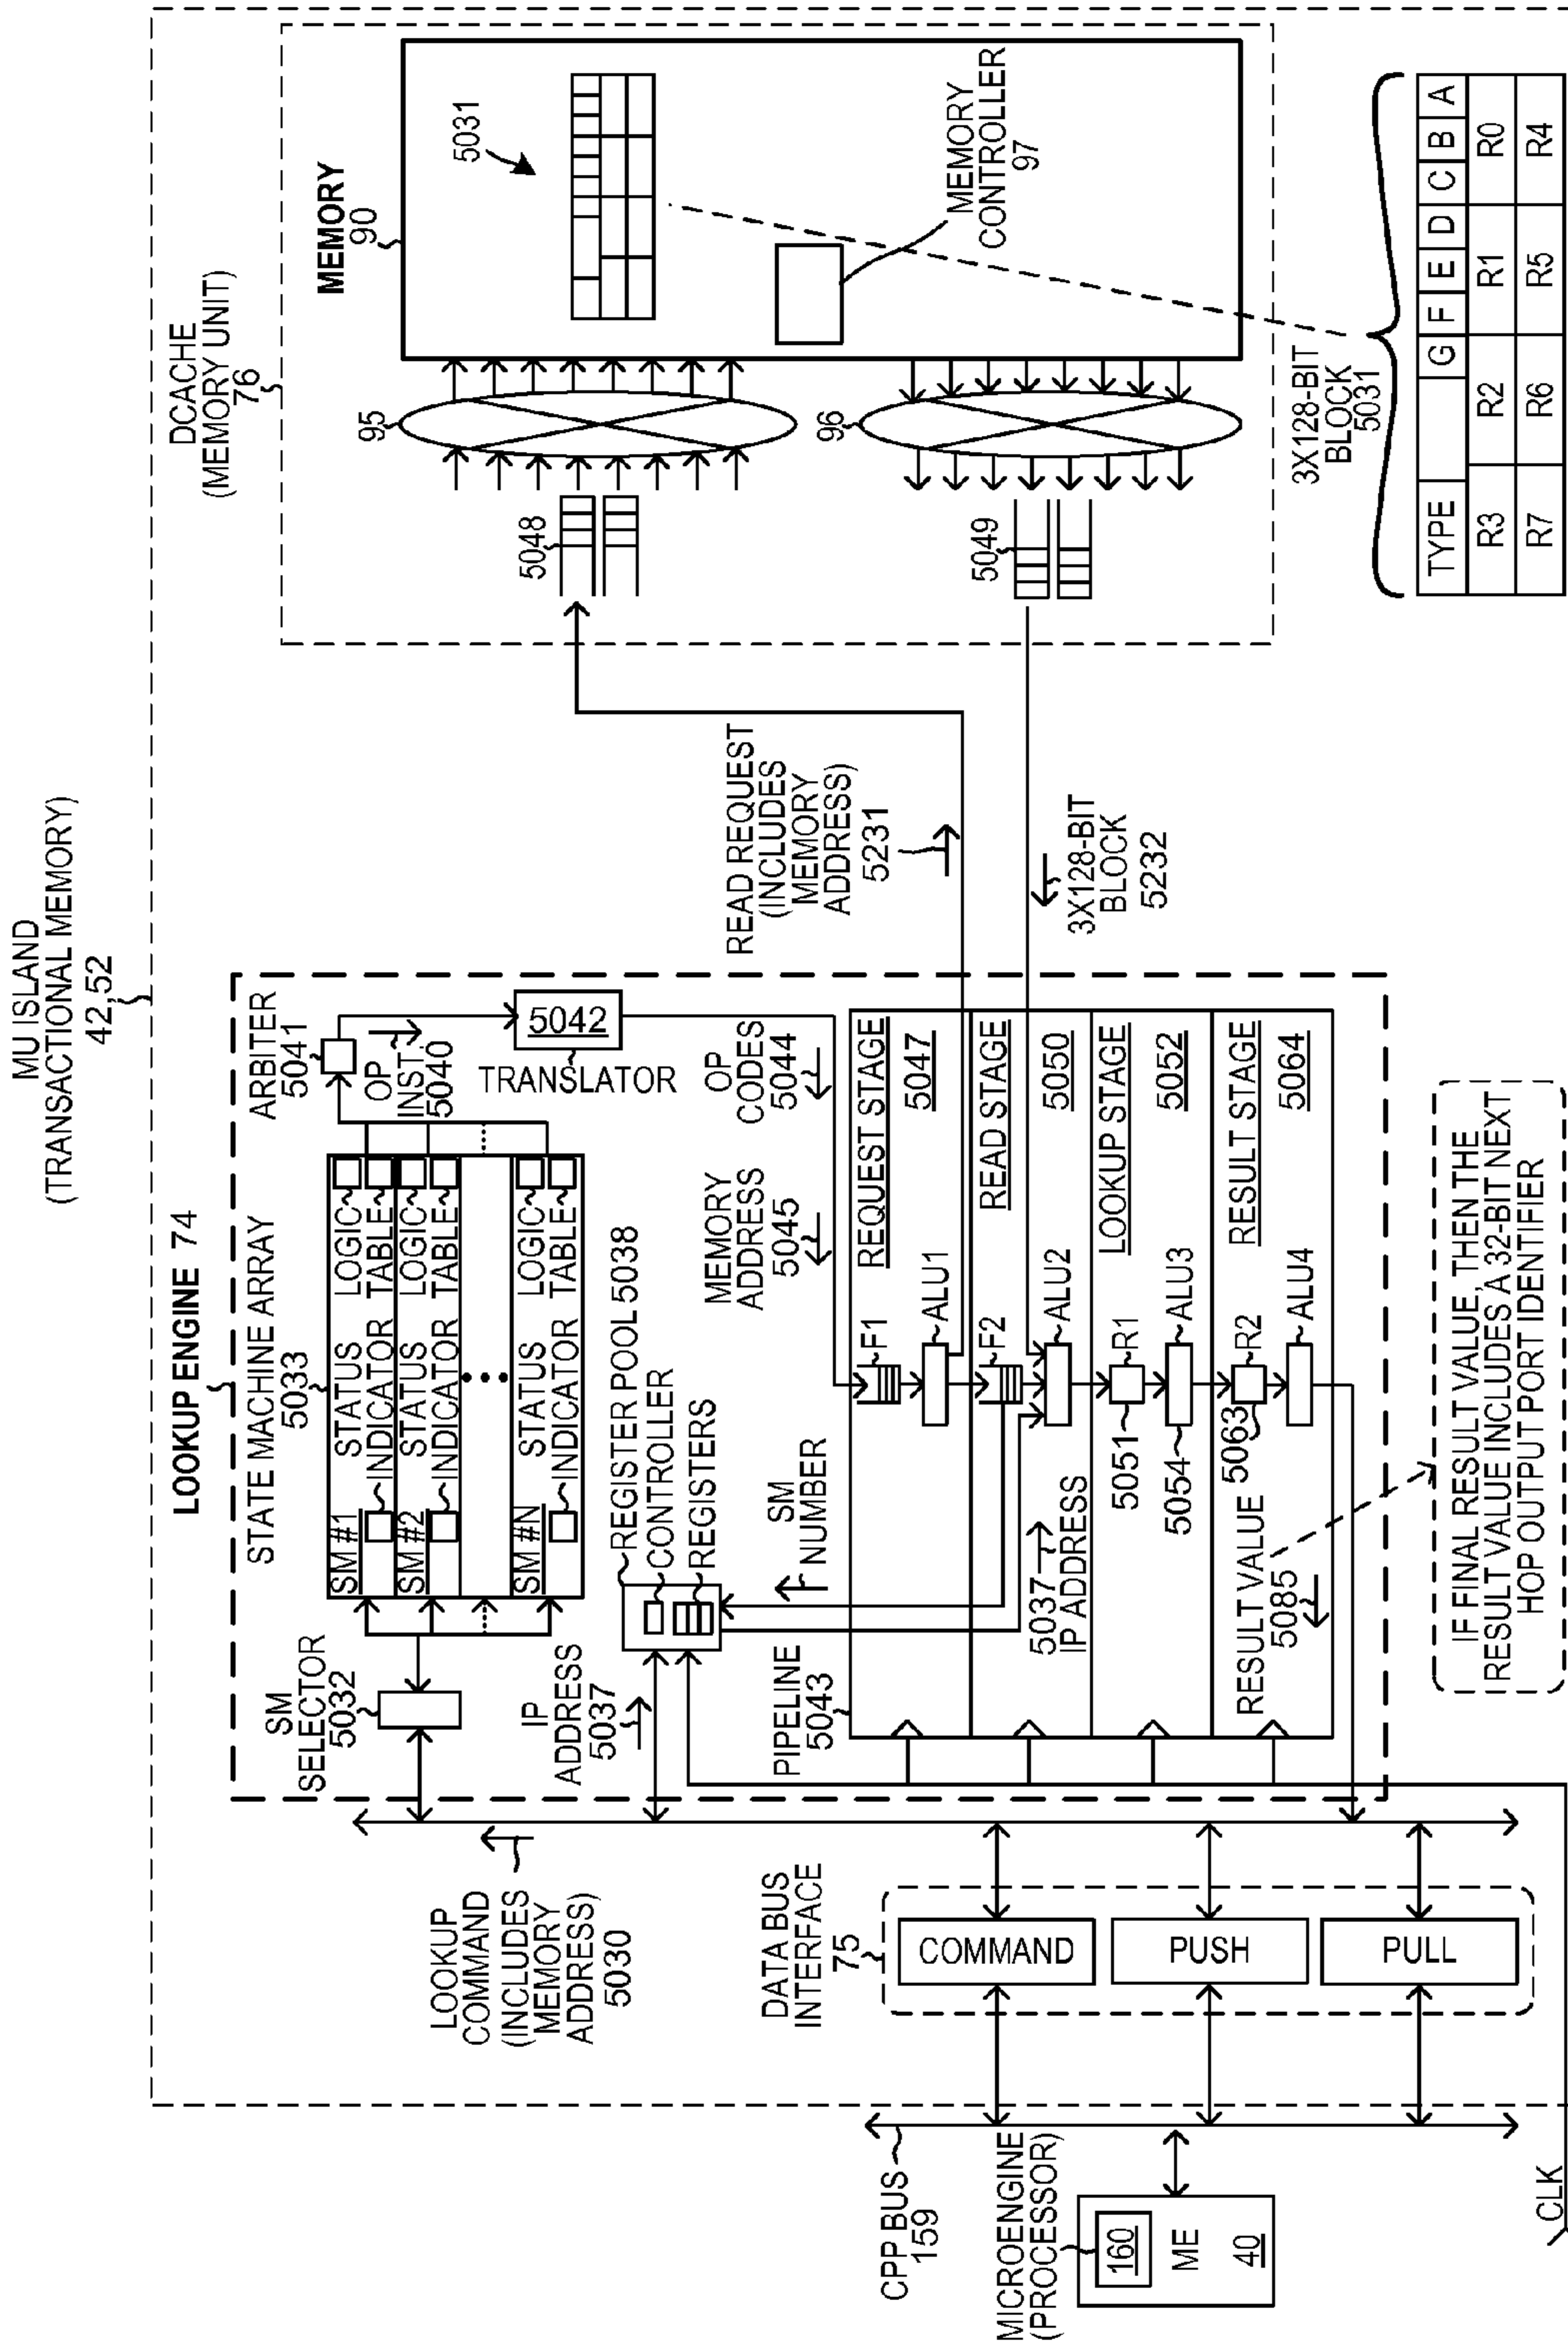 MU ISLAND
(TRANSACTIONAL MEMORY)
42,52
LOOKUP ENGINE 74
STATE MACHINE ARRAY
5033
SM #1
STATUS
INDICATOR
LOGIC
TABLE
SM #2
STATUS
INDICATOR
LOGIC
TABLE
SM #N
STATUS
INDICATOR
LOGIC
TABLE
SM
SELECTOR
5032
ARBITER
5041
OP
INST.
5040
5042
TRANSLATOR
LOOKUP
COMMAND
(INCLUDES
MEMORY
ADDRESS)
5030
IP
ADDRESS
5037
REGISTER POOL 5038
CONTROLLER
REGISTERS
SM
NUMBER
MEMORY
ADDRESS
5045
OP
CODES
5044
PIPELINE
5043
REQUEST STAGE
5047
F1
ALU1
READ STAGE
5050
F2
ALU2
5037
IP ADDRESS
LOOKUP STAGE
5052
R1
5051
ALU3
5054
RESULT STAGE
5064
R2
5063
ALU4
RESULT VALUE
5085
IF FINAL RESULT VALUE, THEN THE
RESULT VALUE INCLUDES A 32-BIT NEXT
HOP OUTPUT PORT IDENTIFIER
DATA BUS
INTERFACE
75
COMMAND
PUSH
PULL
CPP BUS
159
MICROENGINE
(PROCESSOR)
160
ME
40
CLK
READ REQUEST
(INCLUDES
MEMORY
ADDRESS)
5231
3X128-BIT
BLOCK
5232
DCACHE
(MEMORY UNIT)
76
MEMORY
90
5031
MEMORY
CONTROLLER
97
95
96
5048
5049
3X128-BIT
BLOCK
5031
TYPE G F E D C B A
R3 R2 R1 R0
R7 R6 R5 R4